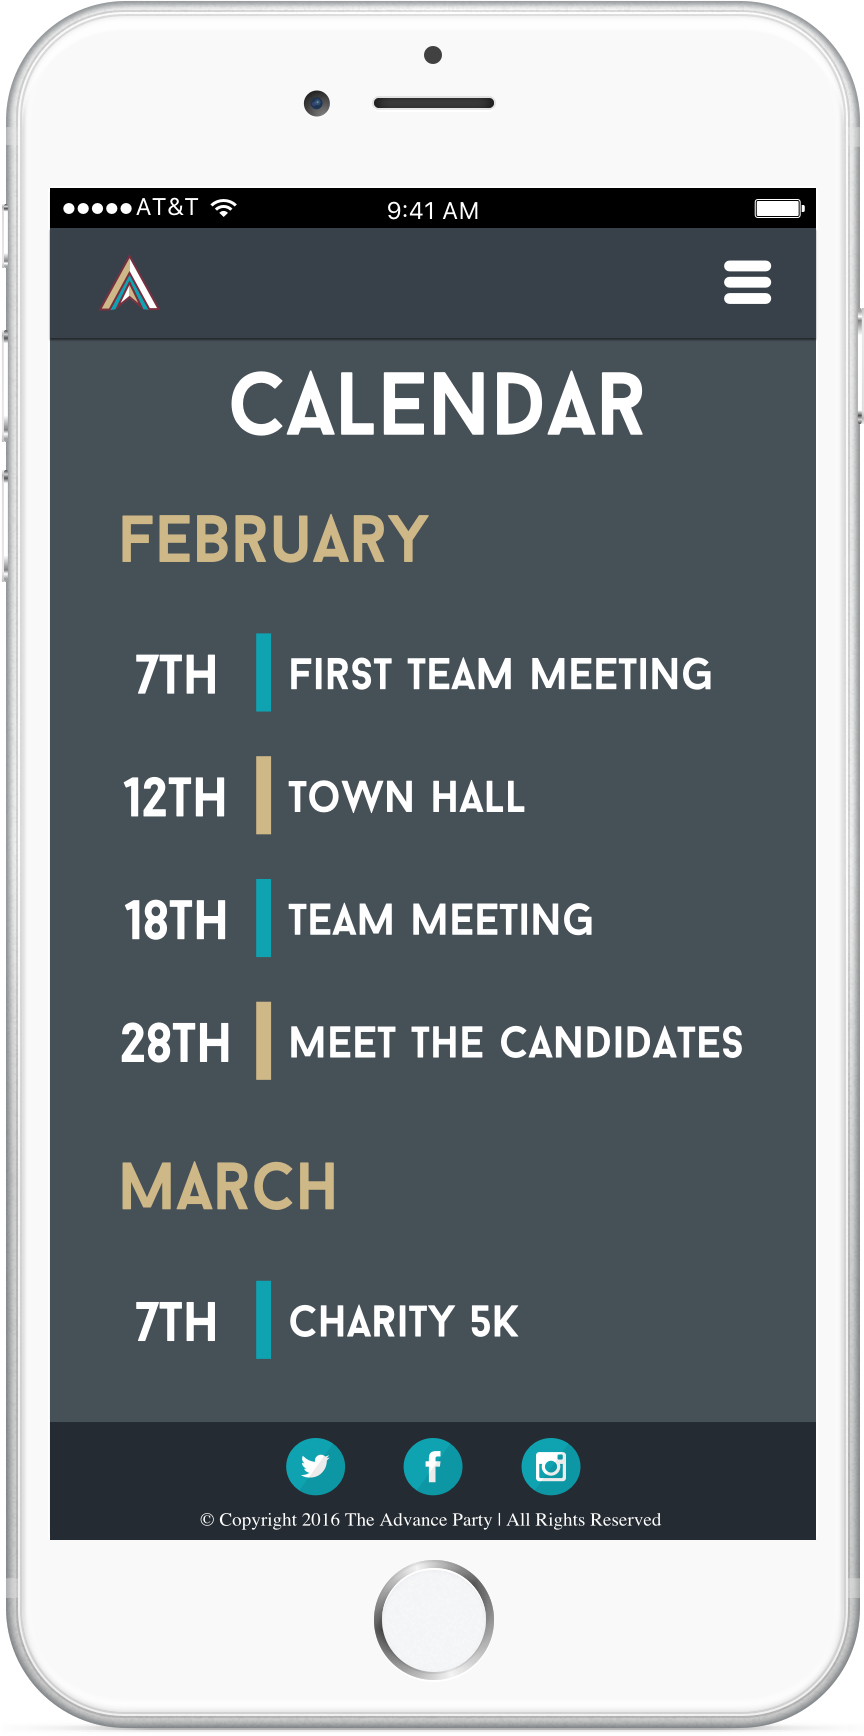 AT&T 9:41 AM
CALENDAR
FEBRUARY
7TH FIRST TEAM MEETING
12TH TOWN HALL
18TH TEAM MEETING
28TH MEET THE CANDIDATES
MARCH
7TH CHARITY 5K
© Copyright 2016 The Advance Party | All Rights Reserved